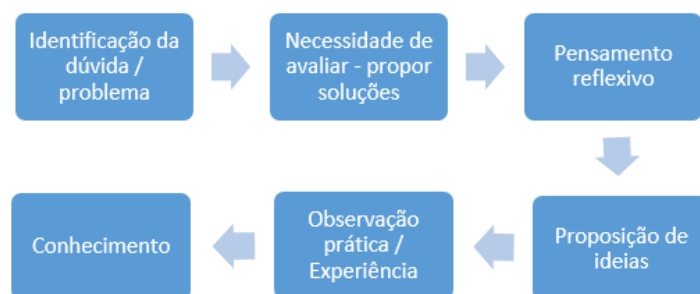 Identificação da
dúvida /
problema
Necessidade de
avaliar - propor
soluções
Pensamento
reflexivo
Proposição de
ideias
Observação
prática /
Experiência
Conhecimento